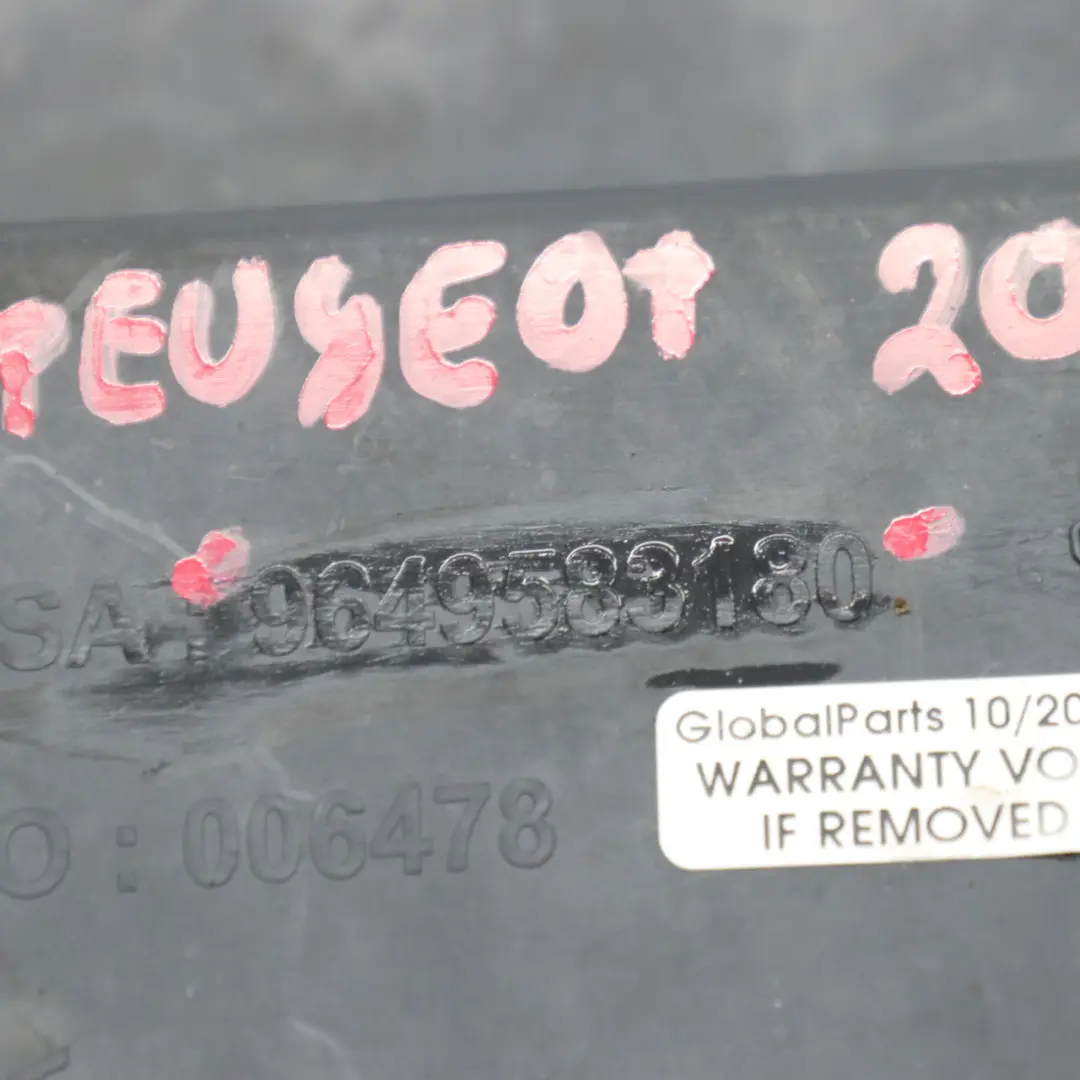 PEUGEOT 20
SA: 9649583180
GlobalParts 10/20
WARRANTY VO
IF REMOVED
O: 006478